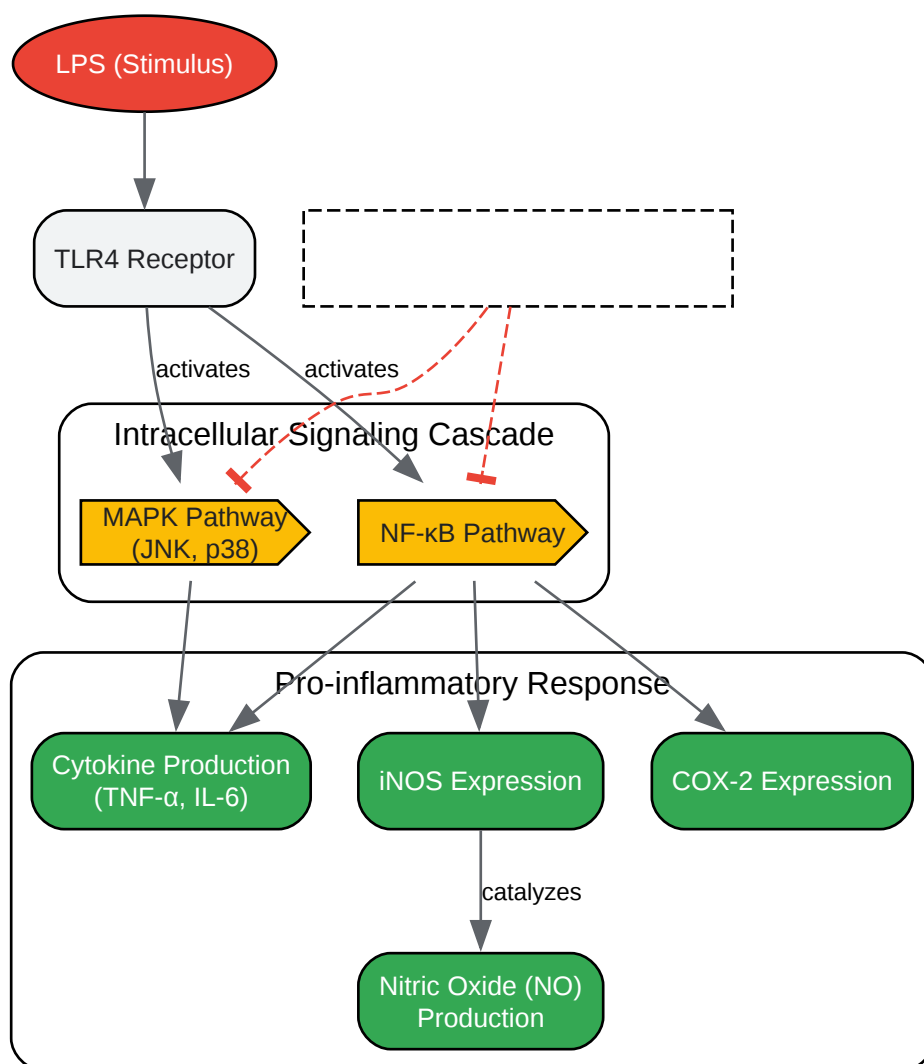 LPS (Stimulus)
TLR4 Receptor
activates
activates
Intracellular Signaling Cascade
MAPK Pathway
(JNK, p38)
NF-κB Pathway
Pro-inflammatory Response
Cytokine Production
(TNF-α, IL-6)
iNOS Expression
COX-2 Expression
catalyzes
Nitric Oxide (NO)
Production